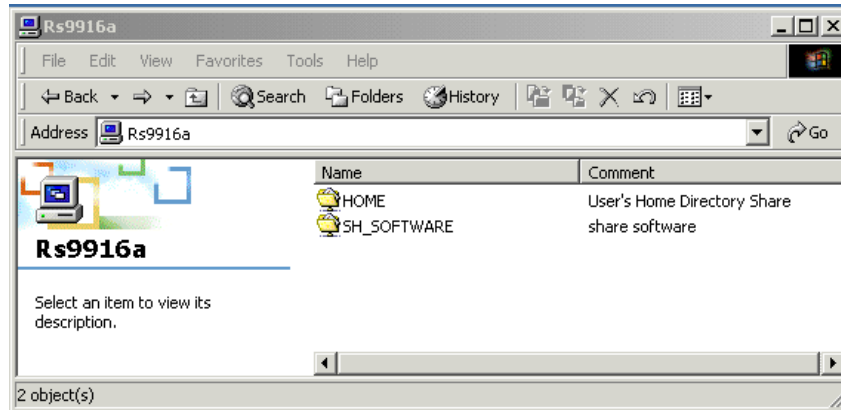 Rs9916a
File Edit View Favorites Tools Help
Back Search Folders History
Address Rs9916a Go
Name Comment
HOME User's Home Directory Share
SH_SOFTWARE share software
Rs9916a
Select an item to view its
description.
2 object(s)